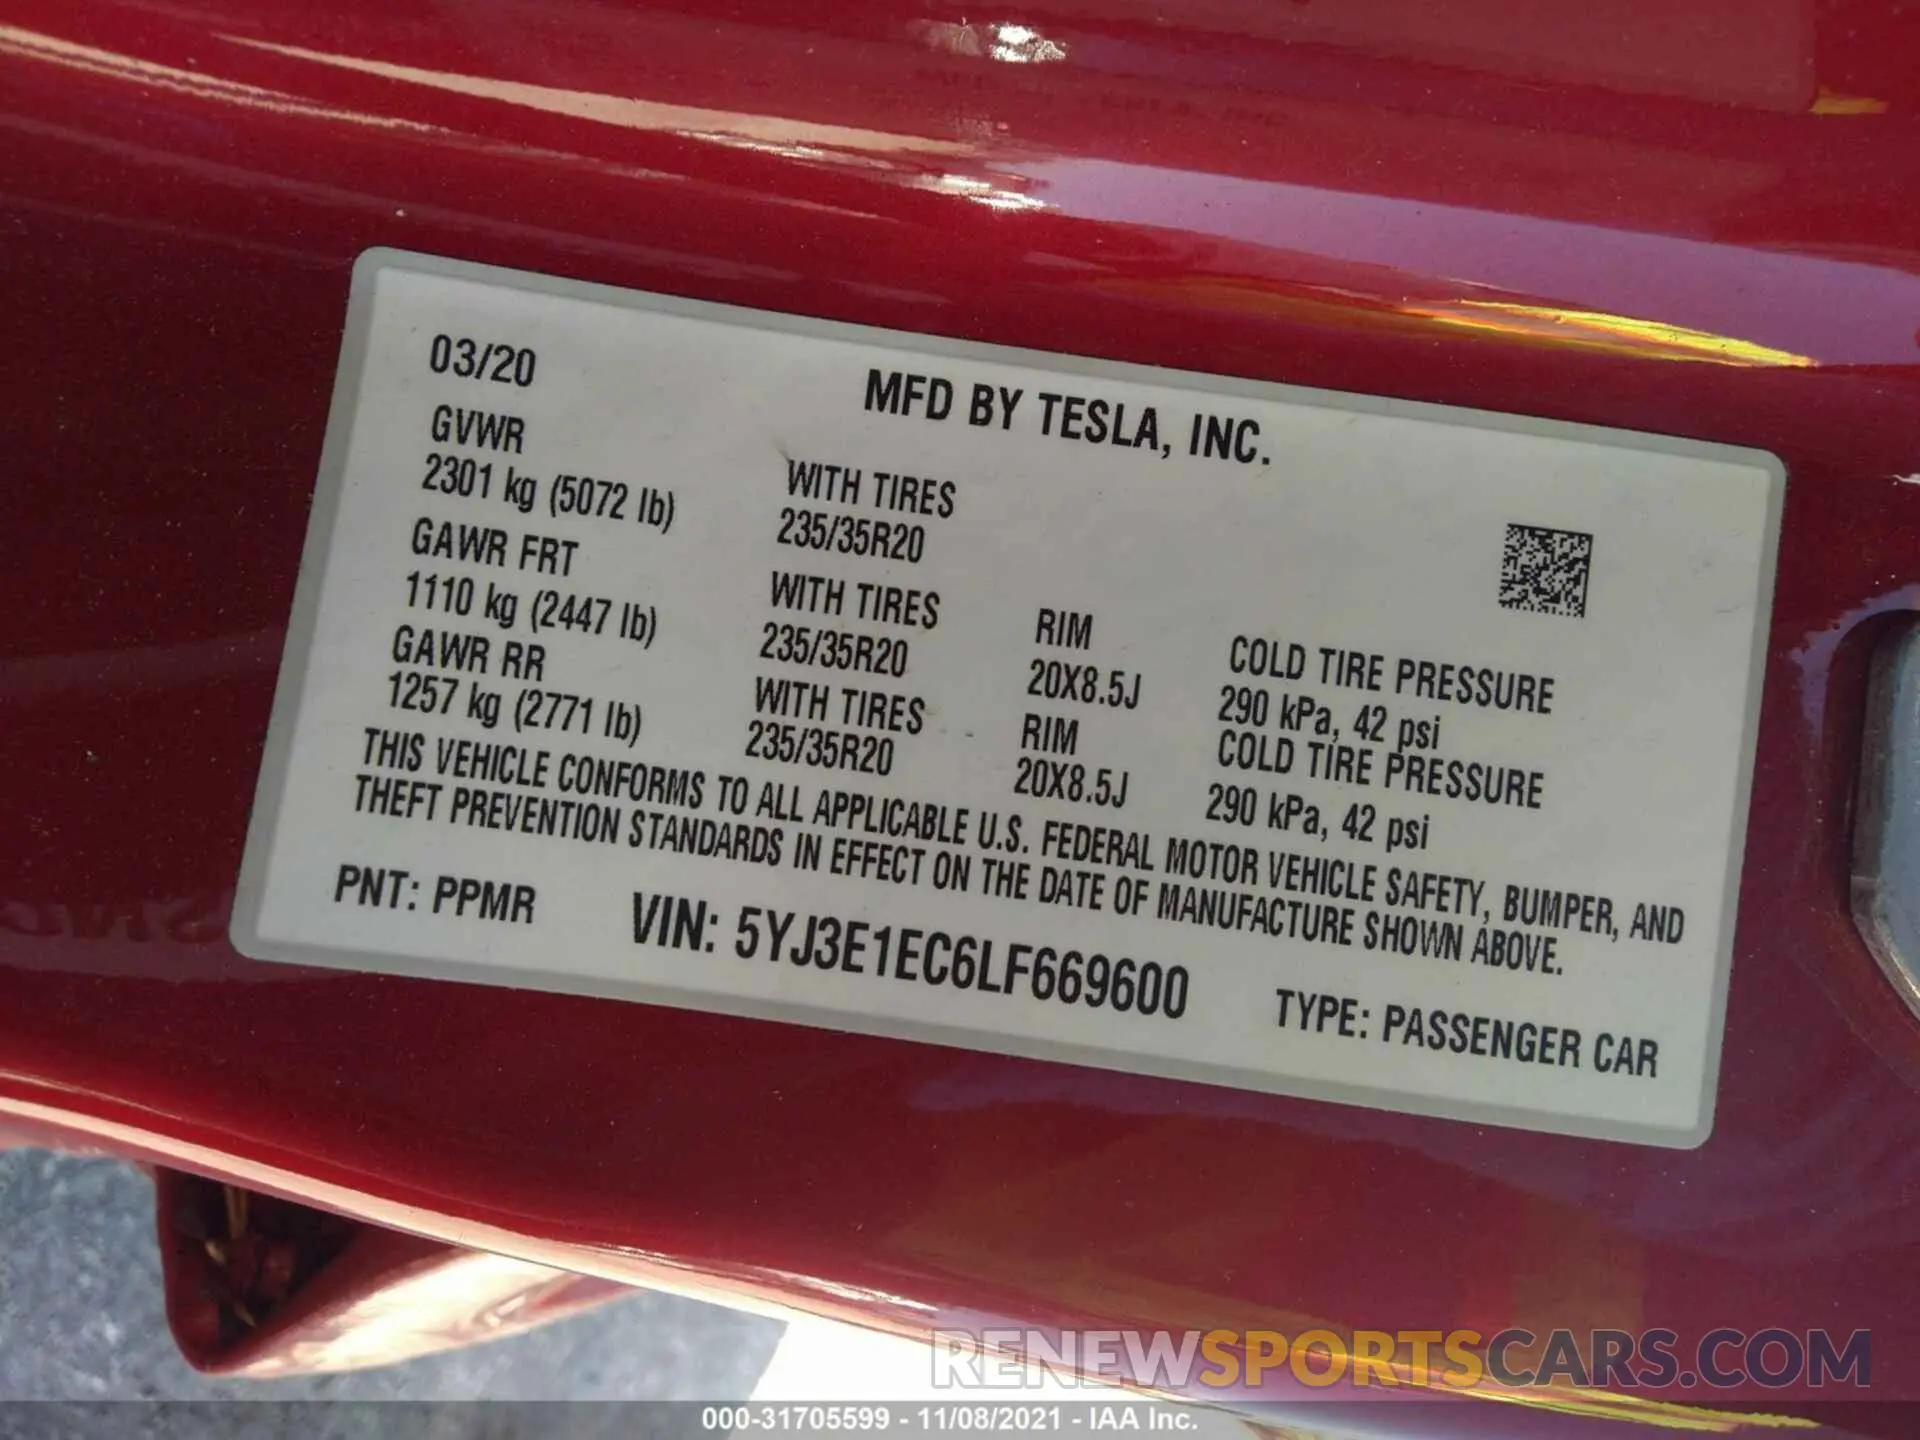 03/20
MFD BY TESLA, INC.
GVWR
2301 kg (5072 lb)
WITH TIRES
235/35R20
GAWR FRT
1110 kg (2447 lb)
WITH TIRES
235/35R20
RIM
20X8.5J
COLD TIRE PRESSURE
290 kPa, 42 psi
GAWR RR
1257 kg (2771 lb)
WITH TIRES
235/35R20
RIM
20X8.5J
COLD TIRE PRESSURE
290 kPa, 42 psi
THIS VEHICLE CONFORMS TO ALL APPLICABLE U.S. FEDERAL MOTOR VEHICLE SAFETY, BUMPER, AND
THEFT PREVENTION STANDARDS IN EFFECT ON THE DATE OF MANUFACTURE SHOWN ABOVE.
PNT: PPMR
VIN: 5YJ3E1EC6LF669600
TYPE: PASSENGER CAR
RENEWSPORTSCARS.COM
000-31705599 - 11/08/2021 - IAA Inc.